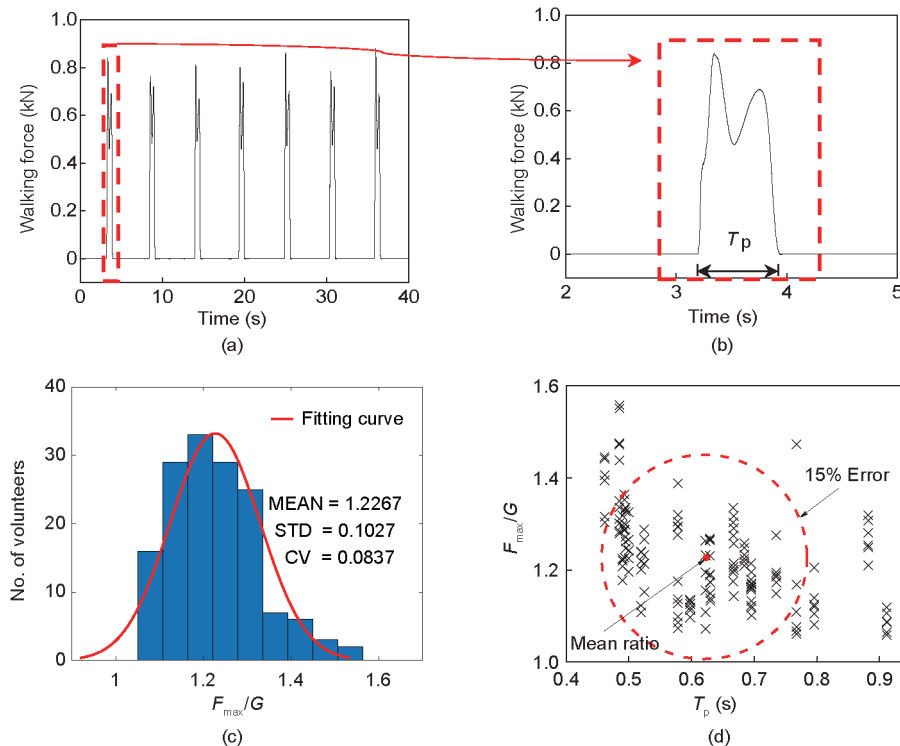 1.0
0.8
0.6
0.4
0.2
0
Walking force (kN)
0 10 20 30 40
Time (s)
(a)
1.0
0.8
0.6
0.4
0.2
0
Walking force (kN)
Tp
2 3 4 5
Time (s)
(b)
40
30
20
10
0
No. of volunteers
Fitting curve
MEAN = 1.2267
STD = 0.1027
CV = 0.0837
1 1.2 1.4 1.6
Fmax/G
(c)
1.6
1.4
1.2
1.0
Fmax/G
15% Error
Mean ratio
0.4 0.5 0.6 0.7 0.8 0.9
Tp (s)
(d)